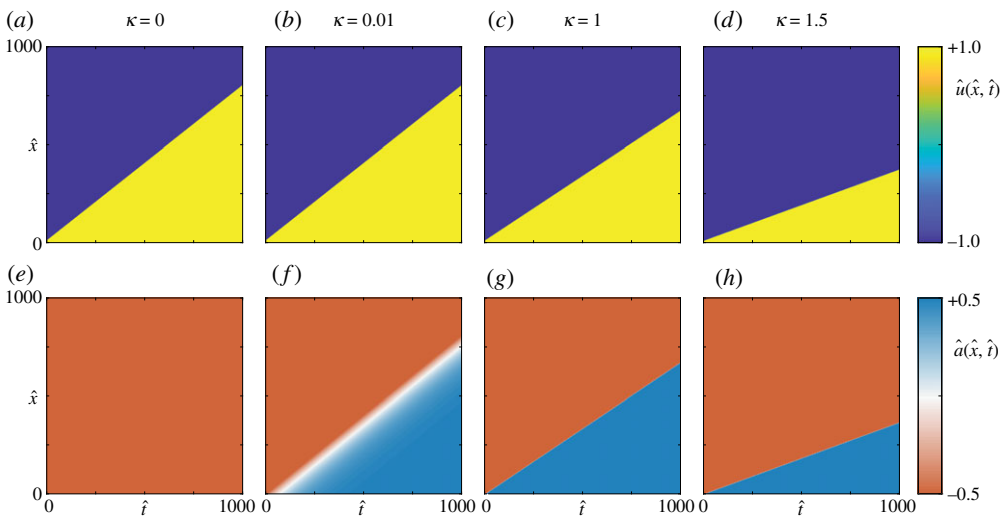 (a) κ = 0 (b) κ = 0.01 (c) κ = 1 (d) κ = 1.5
1000 +1.0
û(x̂, t̂)
x̂
0 –1.0
(e) (f) (g) (h)
1000 +0.5
â(x̂, t̂)
x̂
0 –0.5
0 t̂ 1000 0 t̂ 1000 0 t̂ 1000 0 t̂ 1000